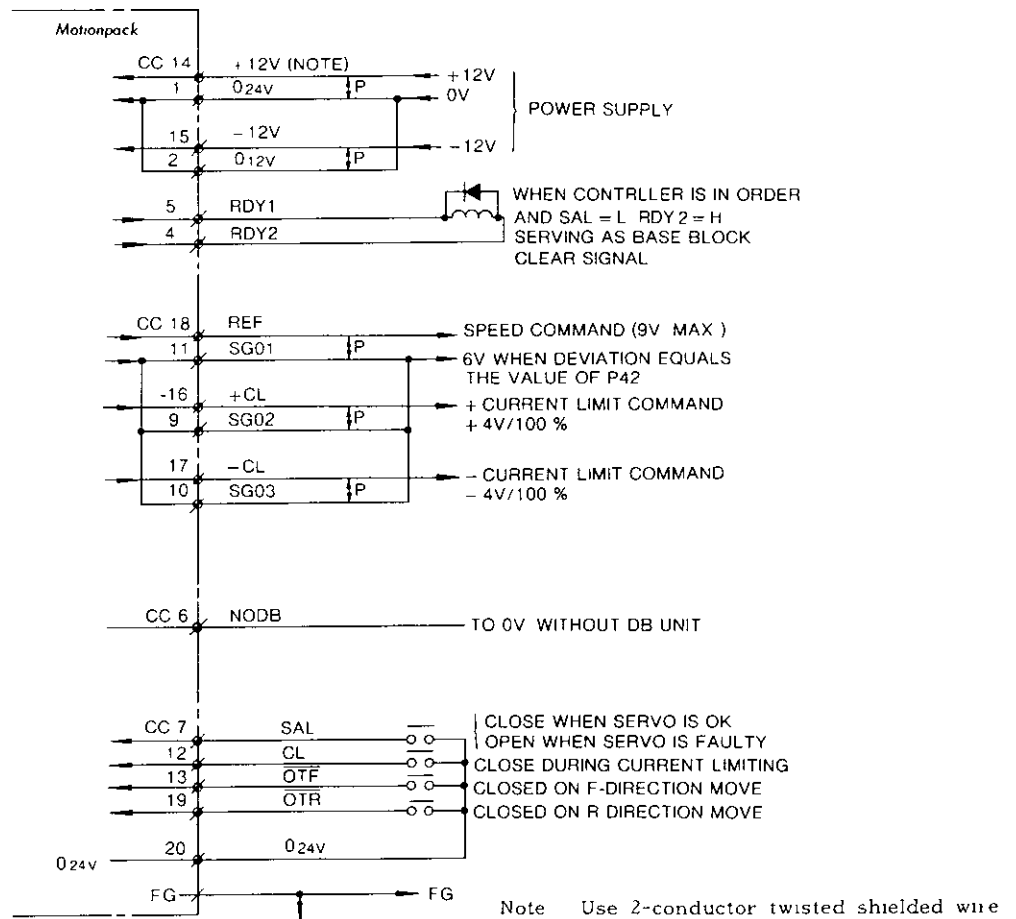 Motionpack
CC 14 +12V (NOTE) P +12V
1 024V 0V
POWER SUPPLY
15 -12V P -12V
2 012V
5 RDY1 WHEN CONTRLLER IS IN ORDER
AND SAL = L RDY2 = H
4 RDY2 SERVING AS BASE BLOCK
CLEAR SIGNAL
CC 18 REF P SPEED COMMAND (9V MAX )
11 SG01 6V WHEN DEVIATION EQUALS
THE VALUE OF P42
-16 +CL P + CURRENT LIMIT COMMAND
9 SG02 + 4V/100 %
17 -CL P - CURRENT LIMIT COMMAND
10 SG03 - 4V/100 %
CC 6 NODB TO 0V WITHOUT DB UNIT
CC 7 SAL CLOSE WHEN SERVO IS OK
OPEN WHEN SERVO IS FAULTY
12 CL CLOSE DURING CURRENT LIMITING
13 OTF CLOSED ON F-DIRECTION MOVE
19 OTR CLOSED ON R DIRECTION MOVE
024V 20 024V
FG FG
Note Use 2-conductor twisted shielded wire